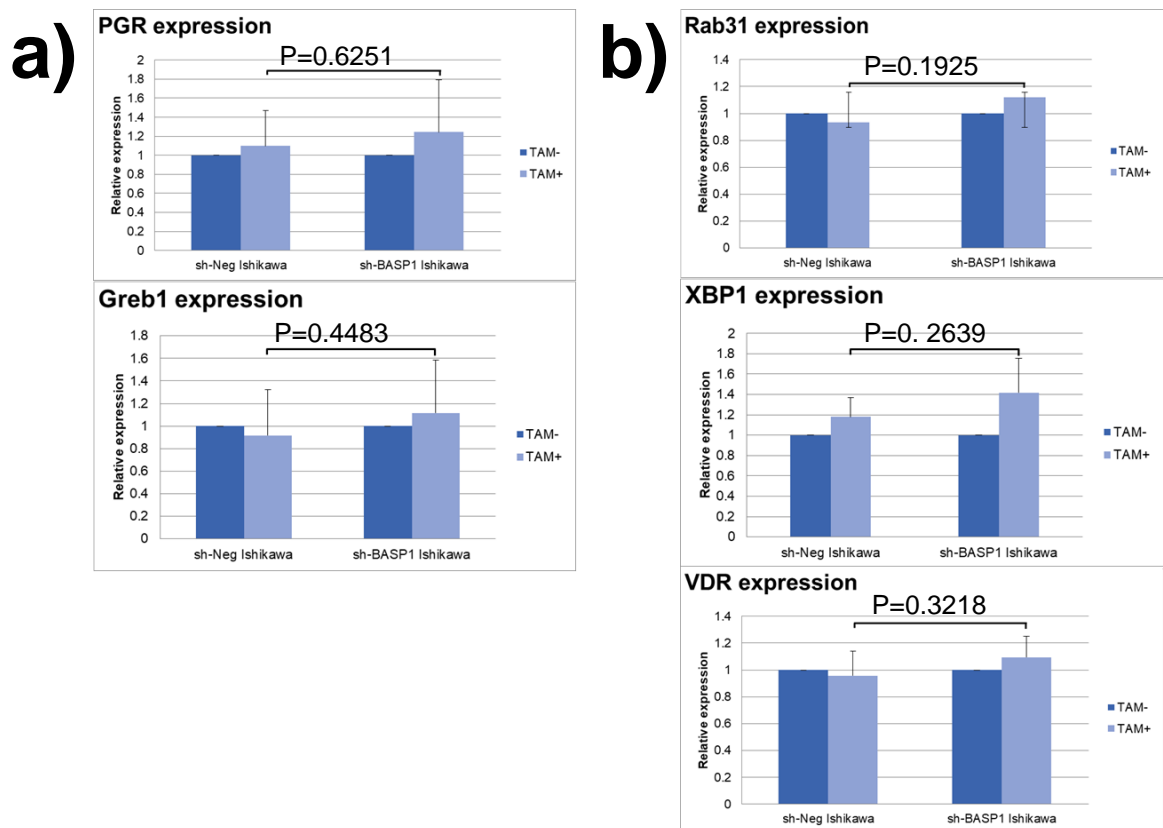 a)
PGR expression
P=0.6251
Relative expression
2
1.8
1.6
1.4
1.2
1
0.8
0.6
0.4
0.2
0
sh-Neg Ishikawa sh-BASP1 Ishikawa
TAM-
TAM+
Greb1 expression
P=0.4483
Relative expression
1.8
1.6
1.4
1.2
1
0.8
0.6
0.4
0.2
0
sh-Neg Ishikawa sh-BASP1 Ishikawa
TAM-
TAM+
b)
Rab31 expression
P=0.1925
Relative expression
1.4
1.2
1
0.8
0.6
0.4
0.2
0
sh-Neg Ishikawa sh-BASP1 Ishikawa
TAM-
TAM+
XBP1 expression
P=0. 2639
Relative expression
2
1.8
1.6
1.4
1.2
1
0.8
0.6
0.4
0.2
0
sh-Neg Ishikawa sh-BASP1 Ishikawa
TAM-
TAM+
VDR expression
P=0.3218
Relative expression
1.4
1.2
1
0.8
0.6
0.4
0.2
0
sh-Neg Ishikawa sh-BASP1 Ishikawa
TAM-
TAM+